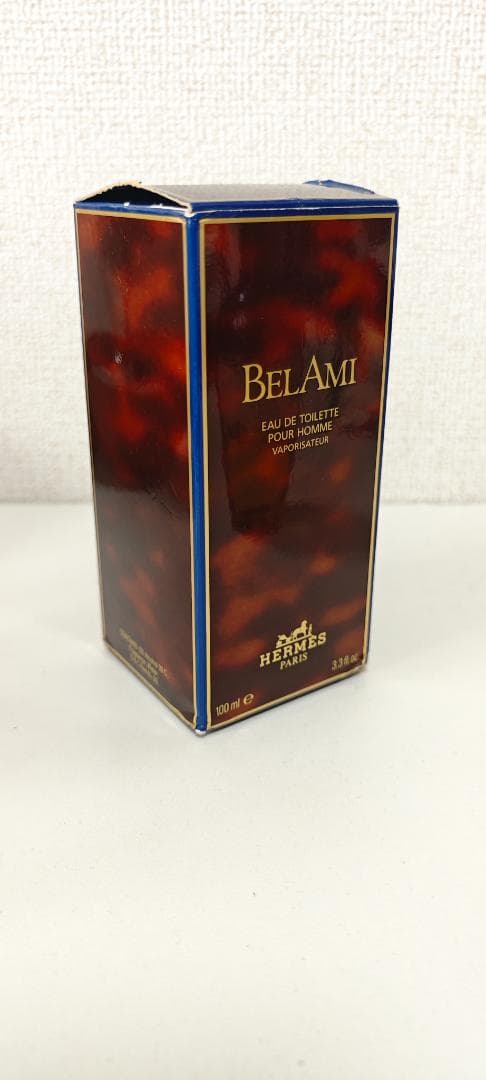 BELAMI
EAU DE TOILETTE
POUR HOMME
VAPORISATEUR
HERMÈS
PARIS
100 ml e
3.3 fl. oz.